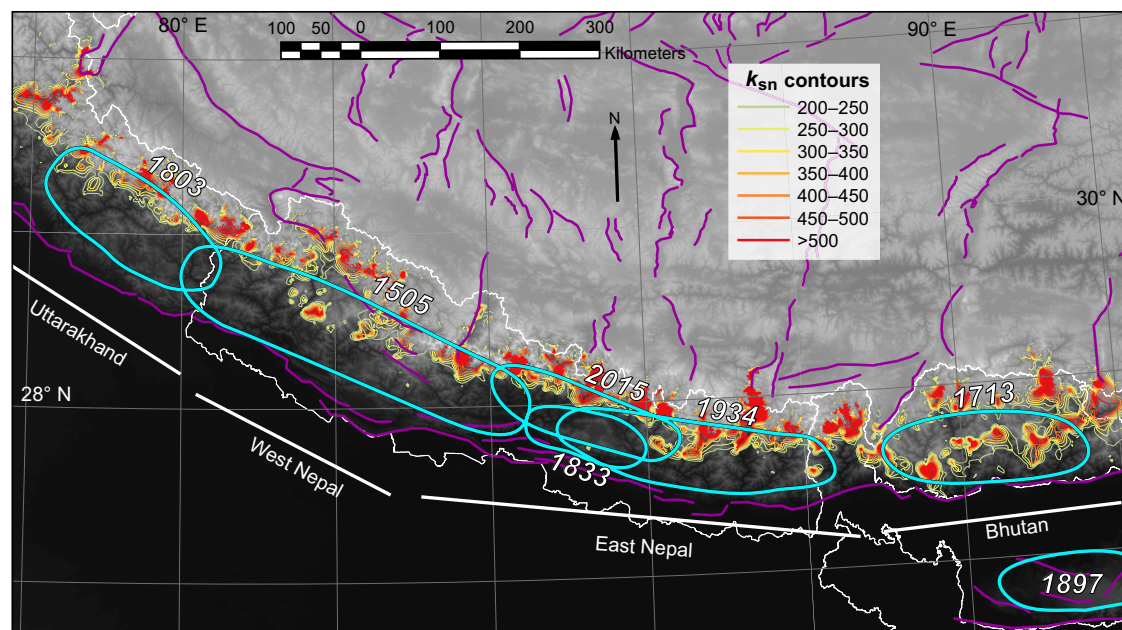 80° E
90° E
100 50 0 100 200 300
Kilometers
ksn contours
200–250
250–300
300–350
350–400
400–450
450–500
>500
N
30° N
1803
1505
Uttarakhand
28° N
2015
1934
1713
1833
West Nepal
East Nepal
Bhutan
1897